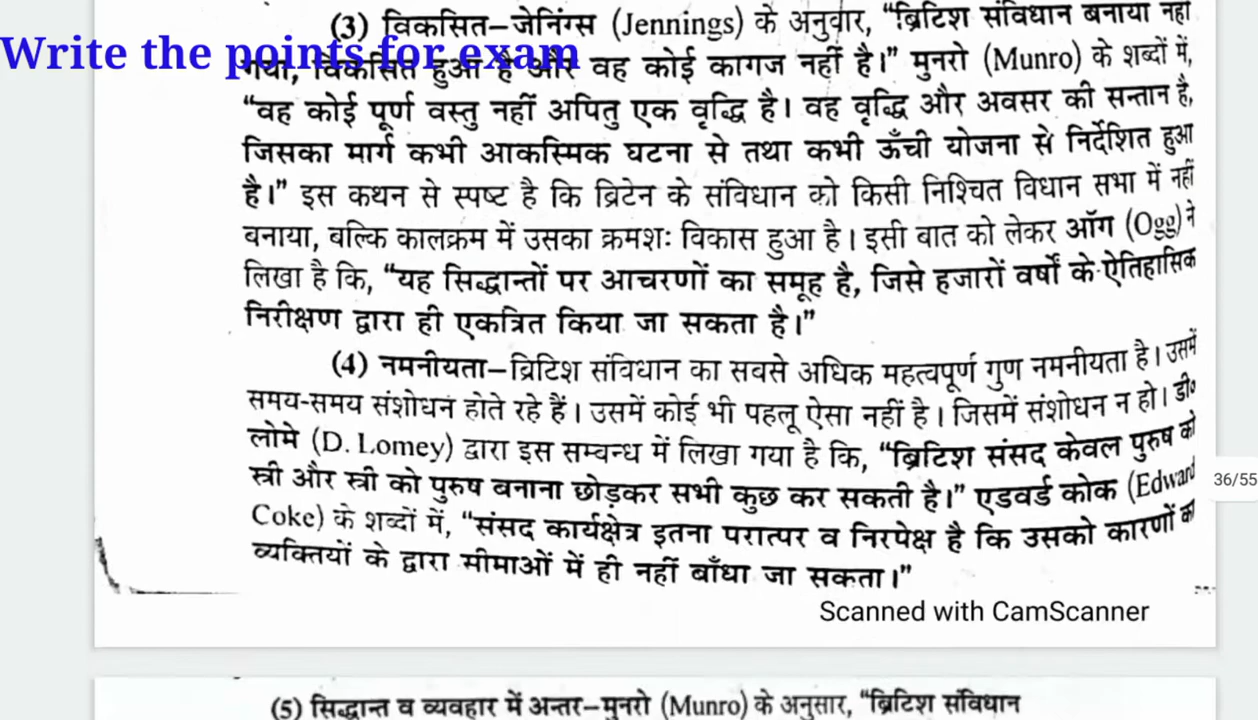 (3) विकसित–जेनिंग्स (Jennings) के अनुवार, “ब्रिटिश संविधान बनाया नहीं
Write the points for exam
गया, विकसित हुआ है और वह कोई कागज नहीं है।” मुनरो (Munro) के शब्दों में,
“वह कोई पूर्ण वस्तु नहीं अपितु एक वृद्धि है। वह वृद्धि और अवसर की सन्तान है,
जिसका मार्ग कभी आकस्मिक घटना से तथा कभी ऊँची योजना से निर्देशित हुआ
है।” इस कथन से स्पष्ट है कि ब्रिटेन के संविधान को किसी निश्चित विधान सभा में नहीं
बनाया, बल्कि कालक्रम में उसका क्रमशः विकास हुआ है। इसी बात को लेकर ऑग (Ogg) ने
लिखा है कि, “यह सिद्धान्तों पर आचरणों का समूह है, जिसे हजारों वर्षों के ऐतिहासिक
निरीक्षण द्वारा ही एकत्रित किया जा सकता है।”
(4) नमनीयता–ब्रिटिश संविधान का सबसे अधिक महत्वपूर्ण गुण नमनीयता है। उसमें
समय-समय संशोधन होते रहे हैं। उसमें कोई भी पहलू ऐसा नहीं है। जिसमें संशोधन न हो। डी०
लोमे (D. Lomey) द्वारा इस सम्बन्ध में लिखा गया है कि, “ब्रिटिश संसद केवल पुरुष को
स्त्री और स्त्री को पुरुष बनाना छोड़कर सभी कुछ कर सकती है।” एडवर्ड कोक (Edward
Coke) के शब्दों में, “संसद कार्यक्षेत्र इतना परात्पर व निरपेक्ष है कि उसको कारणों का
व्यक्तियों के द्वारा सीमाओं में ही नहीं बाँधा जा सकता।”
36/55
Scanned with CamScanner
(5) सिद्धान्त व व्यवहार में अन्तर–मुनरो (Munro) के अनुसार, “ब्रिटिश संविधान